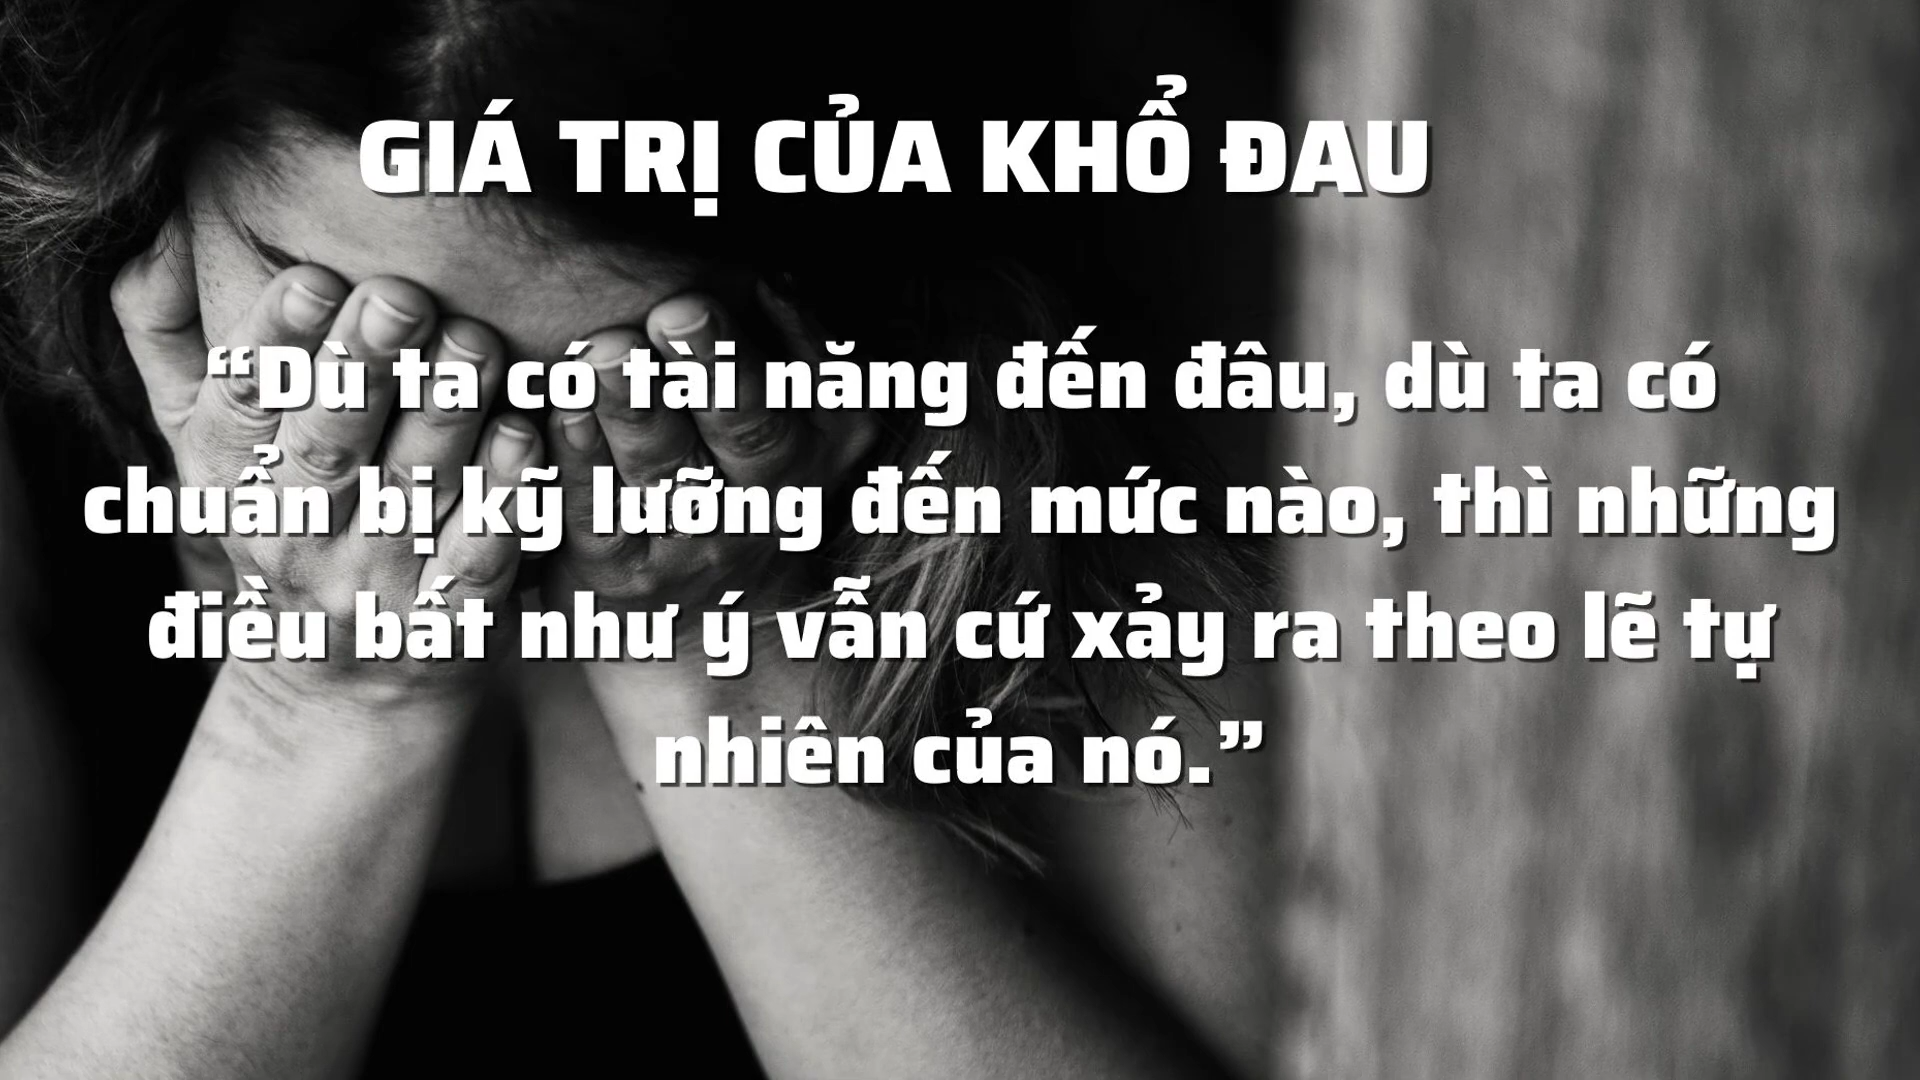 GIÁ TRỊ CỦA KHỔ ĐAU
“Dù ta có tài năng đến đâu, dù ta có
chuẩn bị kỹ lưỡng đến mức nào, thì những
điều bất như ý vẫn cứ xảy ra theo lẽ tự
nhiên của nó.”